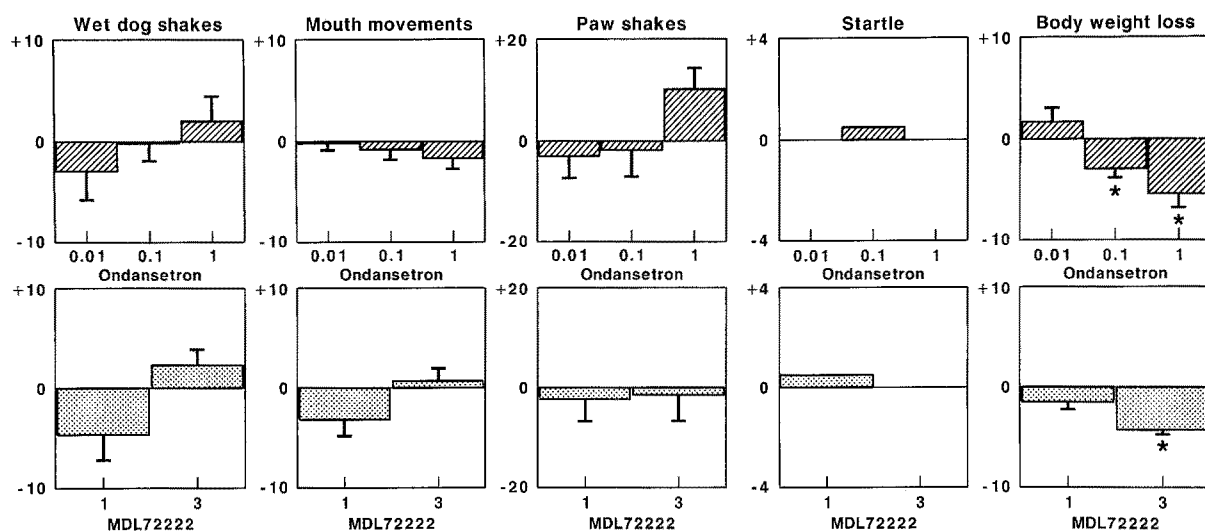 Wet dog shakes Mouth movements Paw shakes Startle Body weight loss
+10 +10 +20 +4 +10
0 0 0 0 0
-10 -10 -20 -4 -10
0.01 0.1 1 0.01 0.1 1 0.01 0.1 1 0.01 0.1 1 0.01 0.1 1
* *
Ondansetron Ondansetron Ondansetron Ondansetron Ondansetron
+10 +10 +20 +4 +10
0 0 0 0 0
*
-10 -10 -20 -4 -10
1 3 1 3 1 3 1 3 1 3
MDL72222 MDL72222 MDL72222 MDL72222 MDL72222